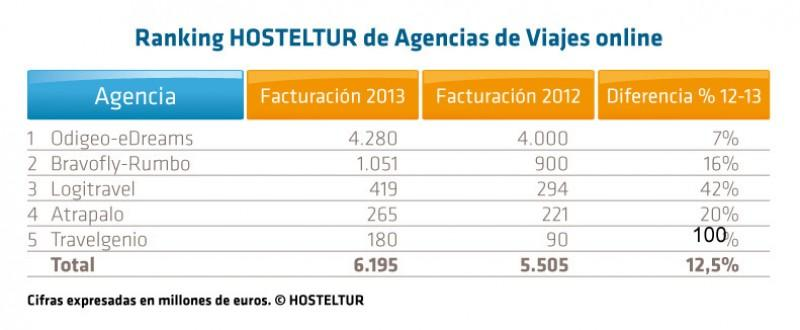 Ranking HOSTELTUR de Agencias de Viajes online
Agencia Facturación 2013 Facturación 2012 Diferencia % 12-13
1 Odigeo-eDreams 4.280 4.000 7%
2 Bravofly-Rumbo 1.051 900 16%
3 Logitravel 419 294 42%
4 Atrapalo 265 221 20%
5 Travelgenio 180 90 100%
Total 6.195 5.505 12,5%
Cifras expresadas en millones de euros. © HOSTELTUR